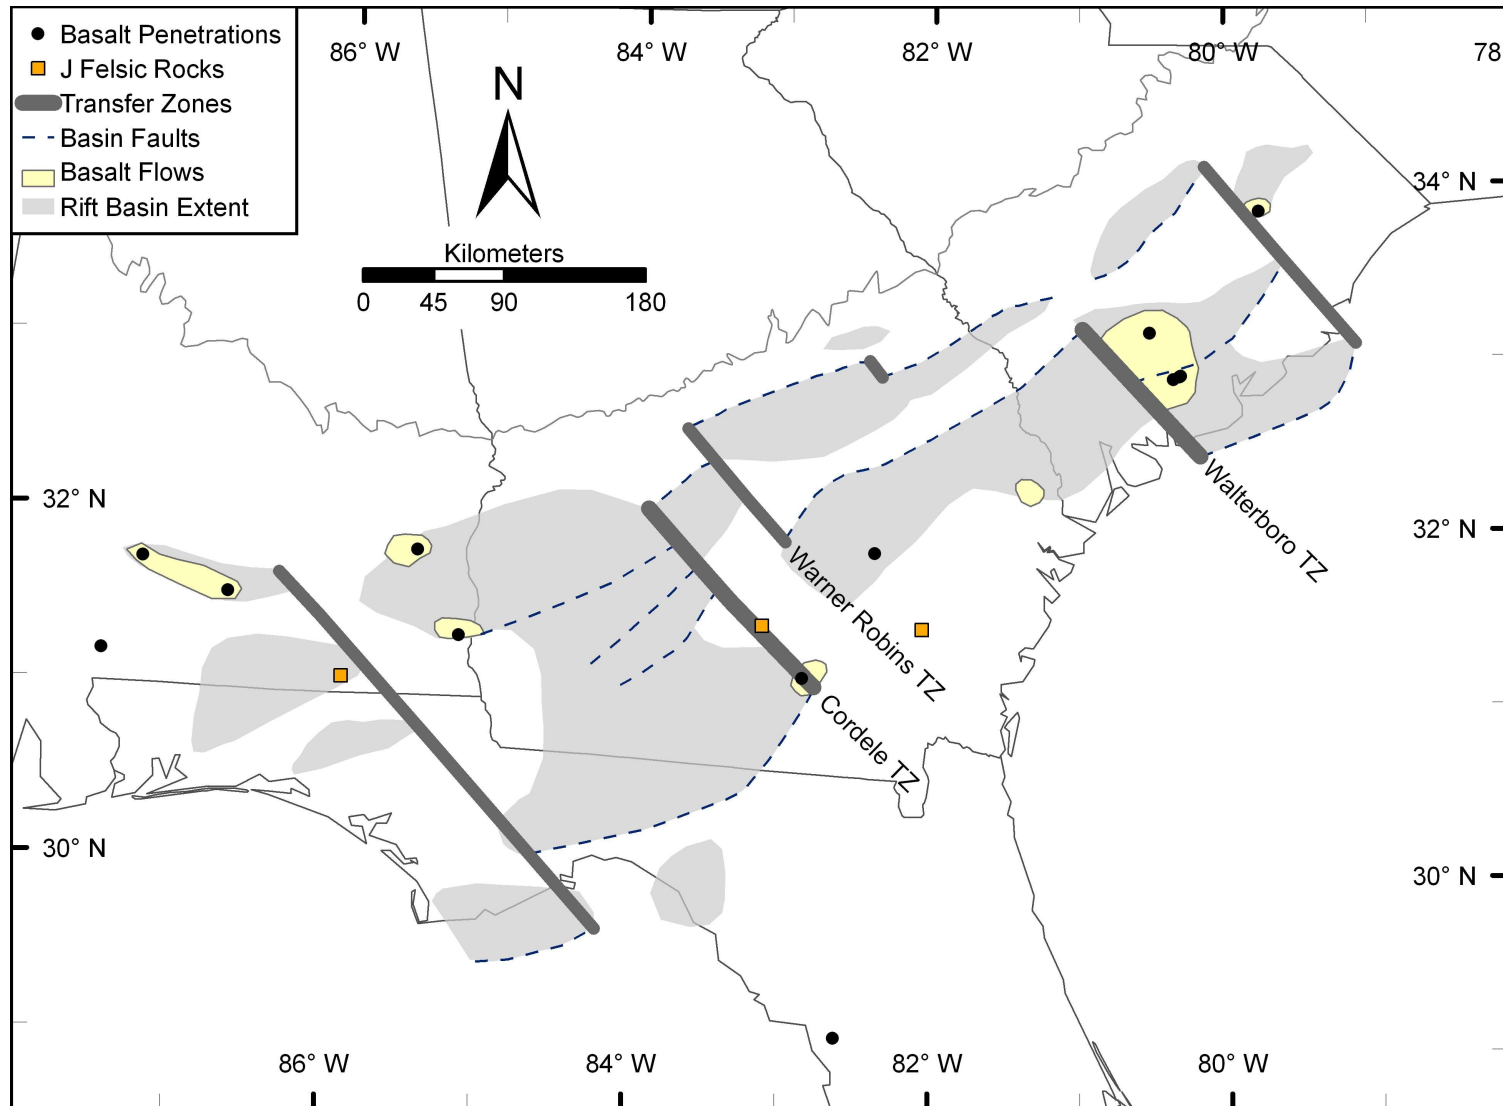 Basalt Penetrations
J Felsic Rocks
Transfer Zones
Basin Faults
Basalt Flows
Rift Basin Extent
86° W
84° W
82° W
80° W
78
N
Kilometers
0 45 90 180
34° N
32° N
32° N
30° N
30° N
Walterboro TZ
Warner Robins TZ
Cordele TZ
86° W
84° W
82° W
80° W